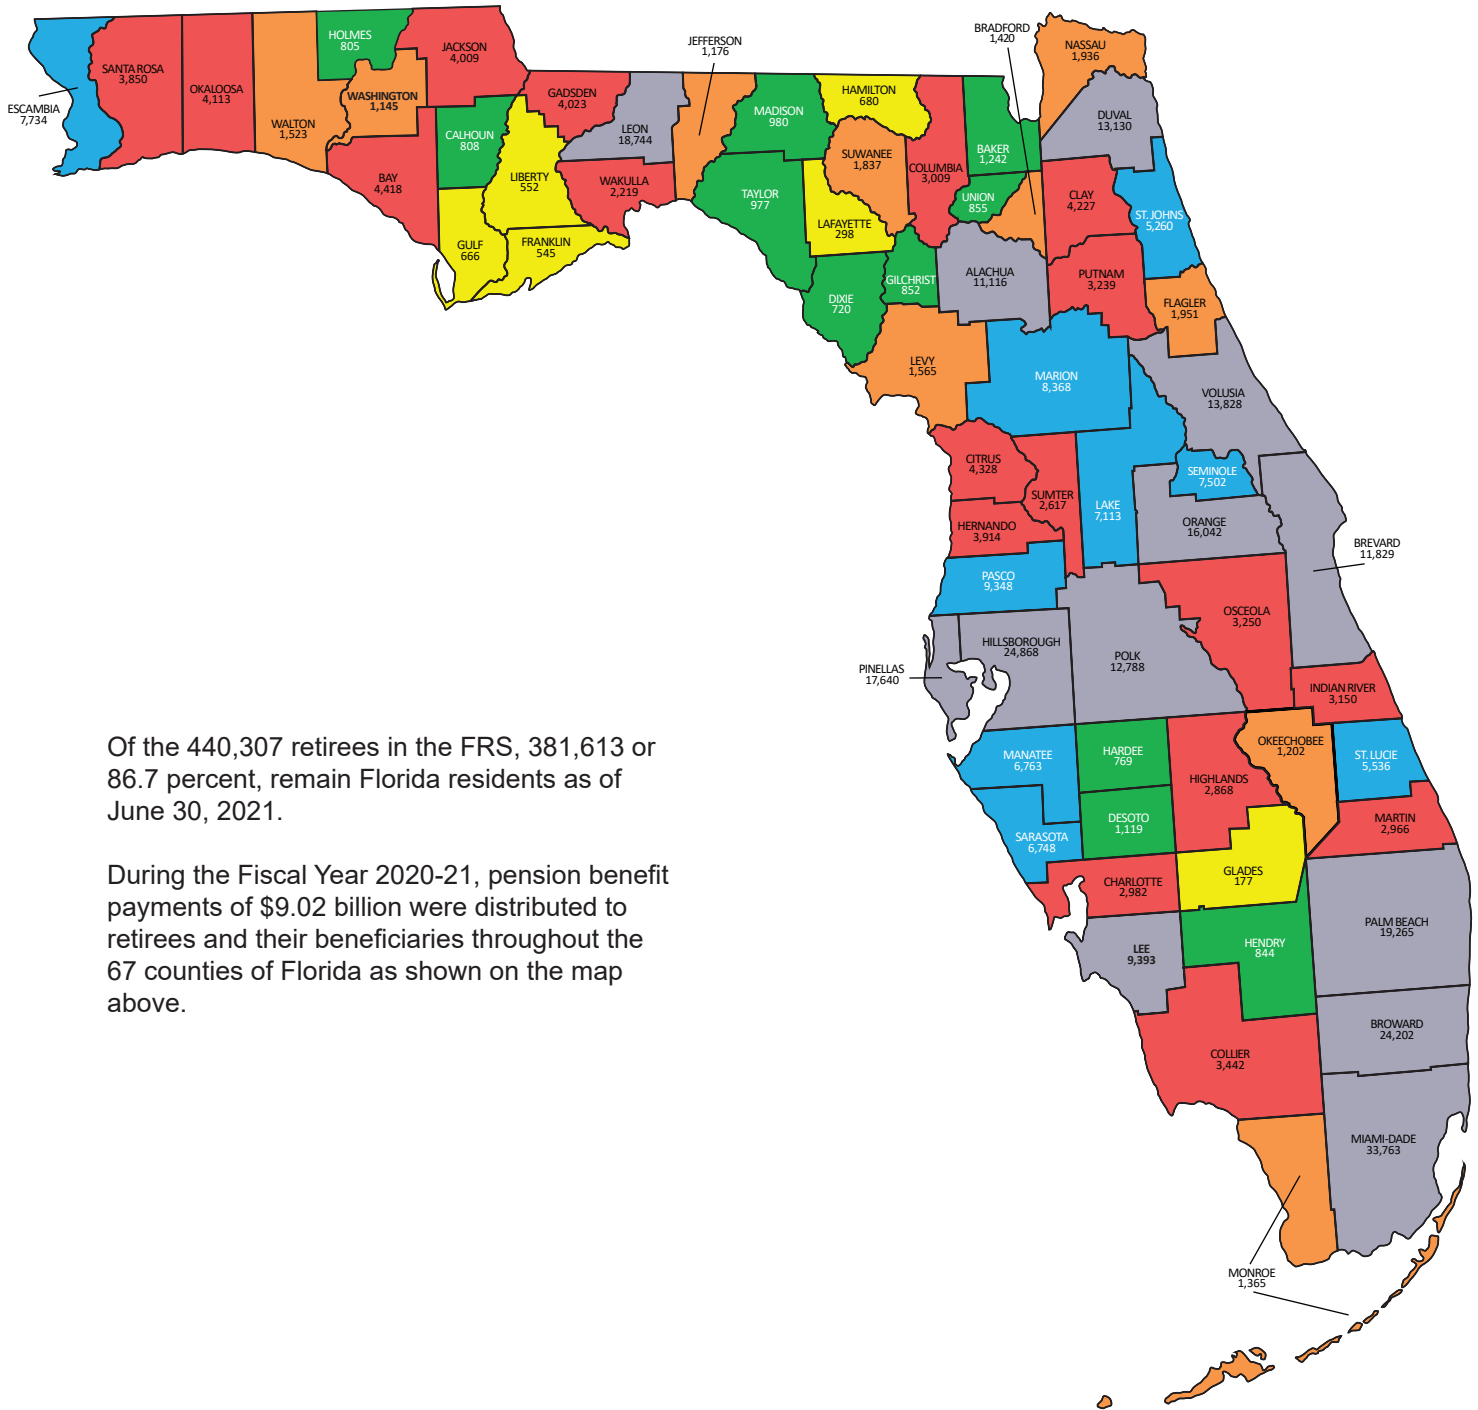 HOLMES
805
JACKSON
4,009
SANTA ROSA
3,850
OKALOOSA
4,113
WASHINGTON
1,145
ESCAMBIA
7,734
WALTON
1,523
GADSDEN
4,023
JEFFERSON
1,176
BRADFORD
1,420
NASSAU
1,936
CALHOUN
808
LEON
18,744
MADISON
980
HAMILTON
680
DUVAL
13,130
BAY
4,418
LIBERTY
552
WAKULLA
2,219
SUWANEE
1,837
COLUMBIA
3,009
BAKER
1,242
TAYLOR
977
UNION
855
CLAY
4,227
ST. JOHNS
5,260
GULF
666
FRANKLIN
545
LAFAYETTE
298
GILCHRIST
852
ALACHUA
11,116
PUTNAM
3,239
DIXIE
720
FLAGLER
1,951
LEVY
1,565
MARION
8,368
VOLUSIA
13,828
CITRUS
4,328
SUMTER
2,617
LAKE
7,113
SEMINOLE
7,502
HERNANDO
3,914
ORANGE
16,042
BREVARD
11,829
PASCO
9,348
OSCEOLA
3,250
HILLSBOROUGH
24,868
POLK
12,788
PINELLAS
17,640
INDIAN RIVER
3,150
MANATEE
6,763
HARDEE
769
OKEECHOBEE
1,202
ST. LUCIE
5,536
HIGHLANDS
2,868
SARASOTA
6,748
DESOTO
1,119
MARTIN
2,966
CHARLOTTE
2,982
GLADES
177
LEE
9,393
HENDRY
844
PALM BEACH
19,265
COLLIER
3,442
BROWARD
24,202
MIAMI-DADE
33,763
MONROE
1,365
Of the 440,307 retirees in the FRS, 381,613 or
86.7 percent, remain Florida residents as of
June 30, 2021.
During the Fiscal Year 2020-21, pension benefit
payments of $9.02 billion were distributed to
retirees and their beneficiaries throughout the
67 counties of Florida as shown on the map
above.